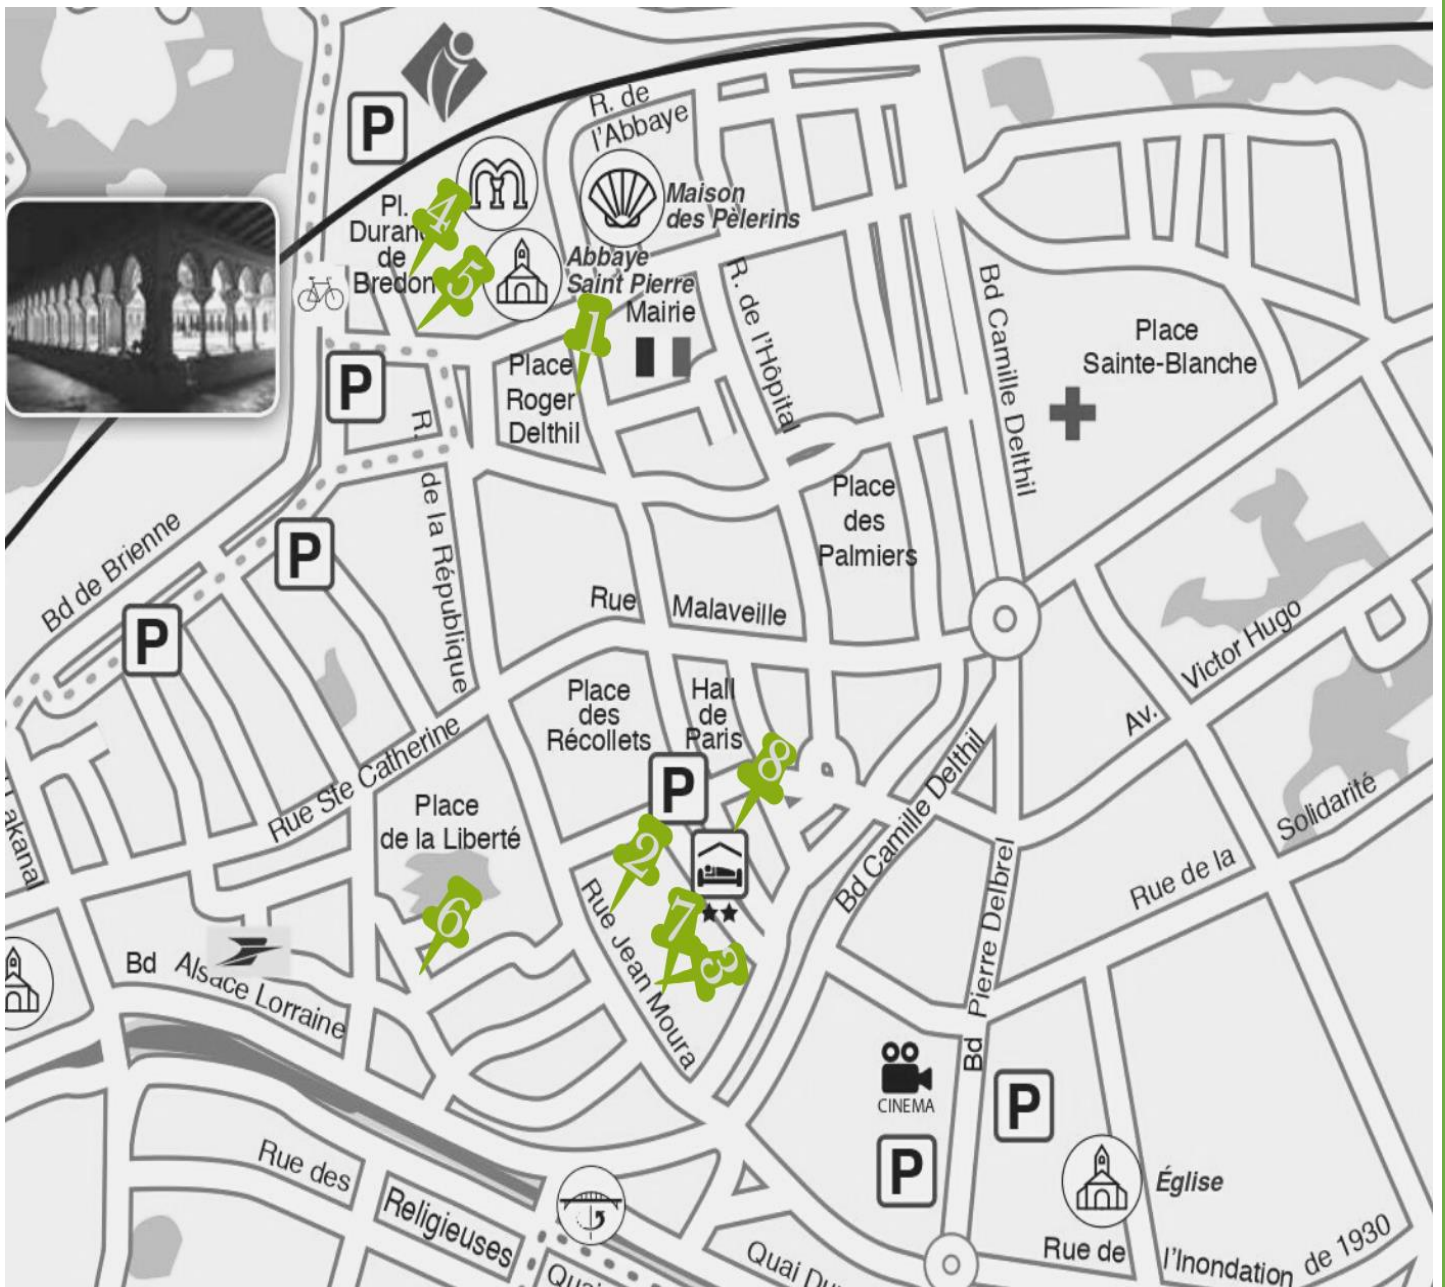 R. de
l'Abbaye
P
Maison
des Pèlerins
Pl.
Durand
de
Bredon
4
5
Abbaye
Saint Pierre
Mairie
1
Place
Roger
Delthil
P
R. de l'Hôpital
Bd Camille Delthil
Place
Sainte-Blanche
R.
de la République
Place
des
Palmiers
Bd de Brienne
P
P
Rue Malaveille
Victor Hugo
Av.
Place
des
Récollets
Hall
de
Paris
P
8
Rue Ste Catherine
Place
de la Liberté
Bd Camille Delthil
Solidarité
Rue de la
Lakanal
2
6
7
3
Rue Jean Moura
Bd Pierre Delbrel
Bd Alsace Lorraine
CINEMA
P
P
Rue des
Religieuses
Église
Quai
Rue de l'Inondation de 1930